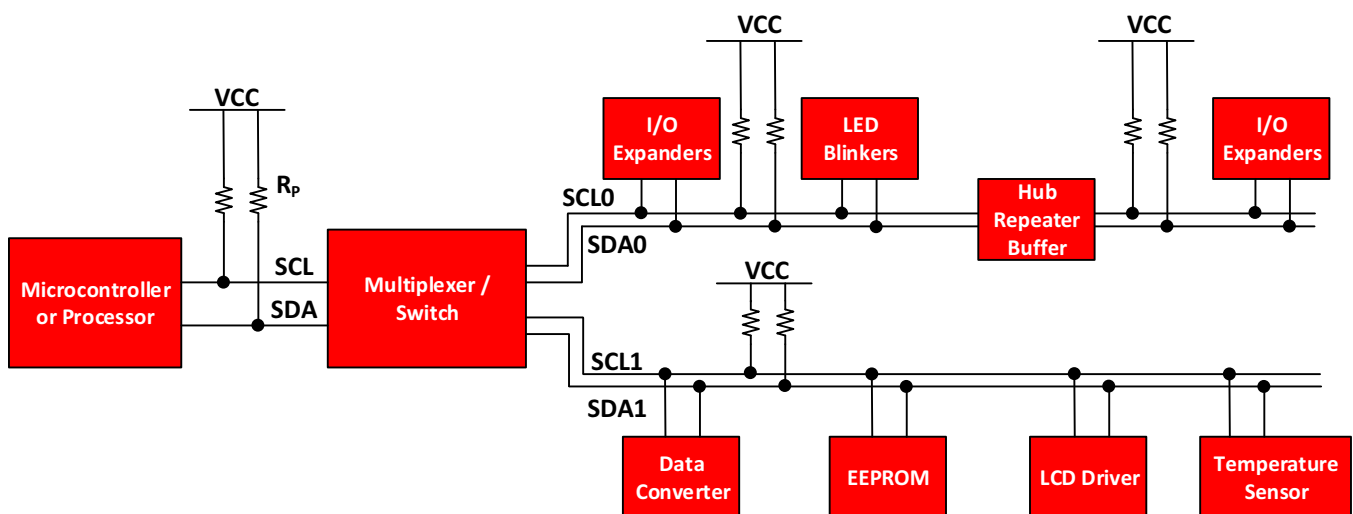 VCC
VCC
I/O
Expanders
LED
Blinkers
I/O
Expanders
VCC
RP
SCL0
SDA0
Hub
Repeater
Buffer
Microcontroller
or Processor
SCL
SDA
Multiplexer /
Switch
VCC
SCL1
SDA1
Data
Converter
EEPROM
LCD Driver
Temperature
Sensor